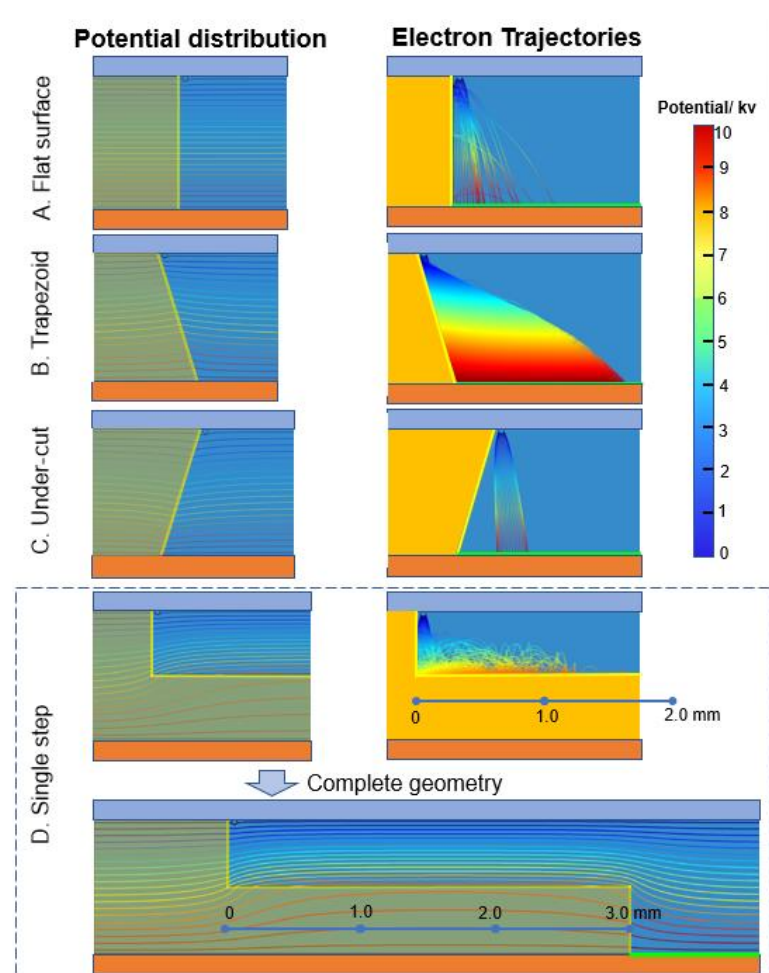 Potential distribution
Electron Trajectories
A. Flat surface
B. Trapezoid
C. Under-cut
D. Single step
Potential/ kv
10
9
8
7
6
5
4
3
2
1
0
0
1.0
2.0 mm
Complete geometry
0
1.0
2.0
3.0 mm